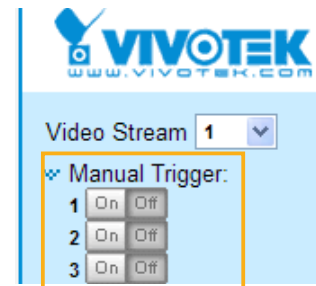 VIVOTEK
www.vivotek.com
Video Stream 1
Manual Trigger:
1 On Off
2 On Off
3 On Off